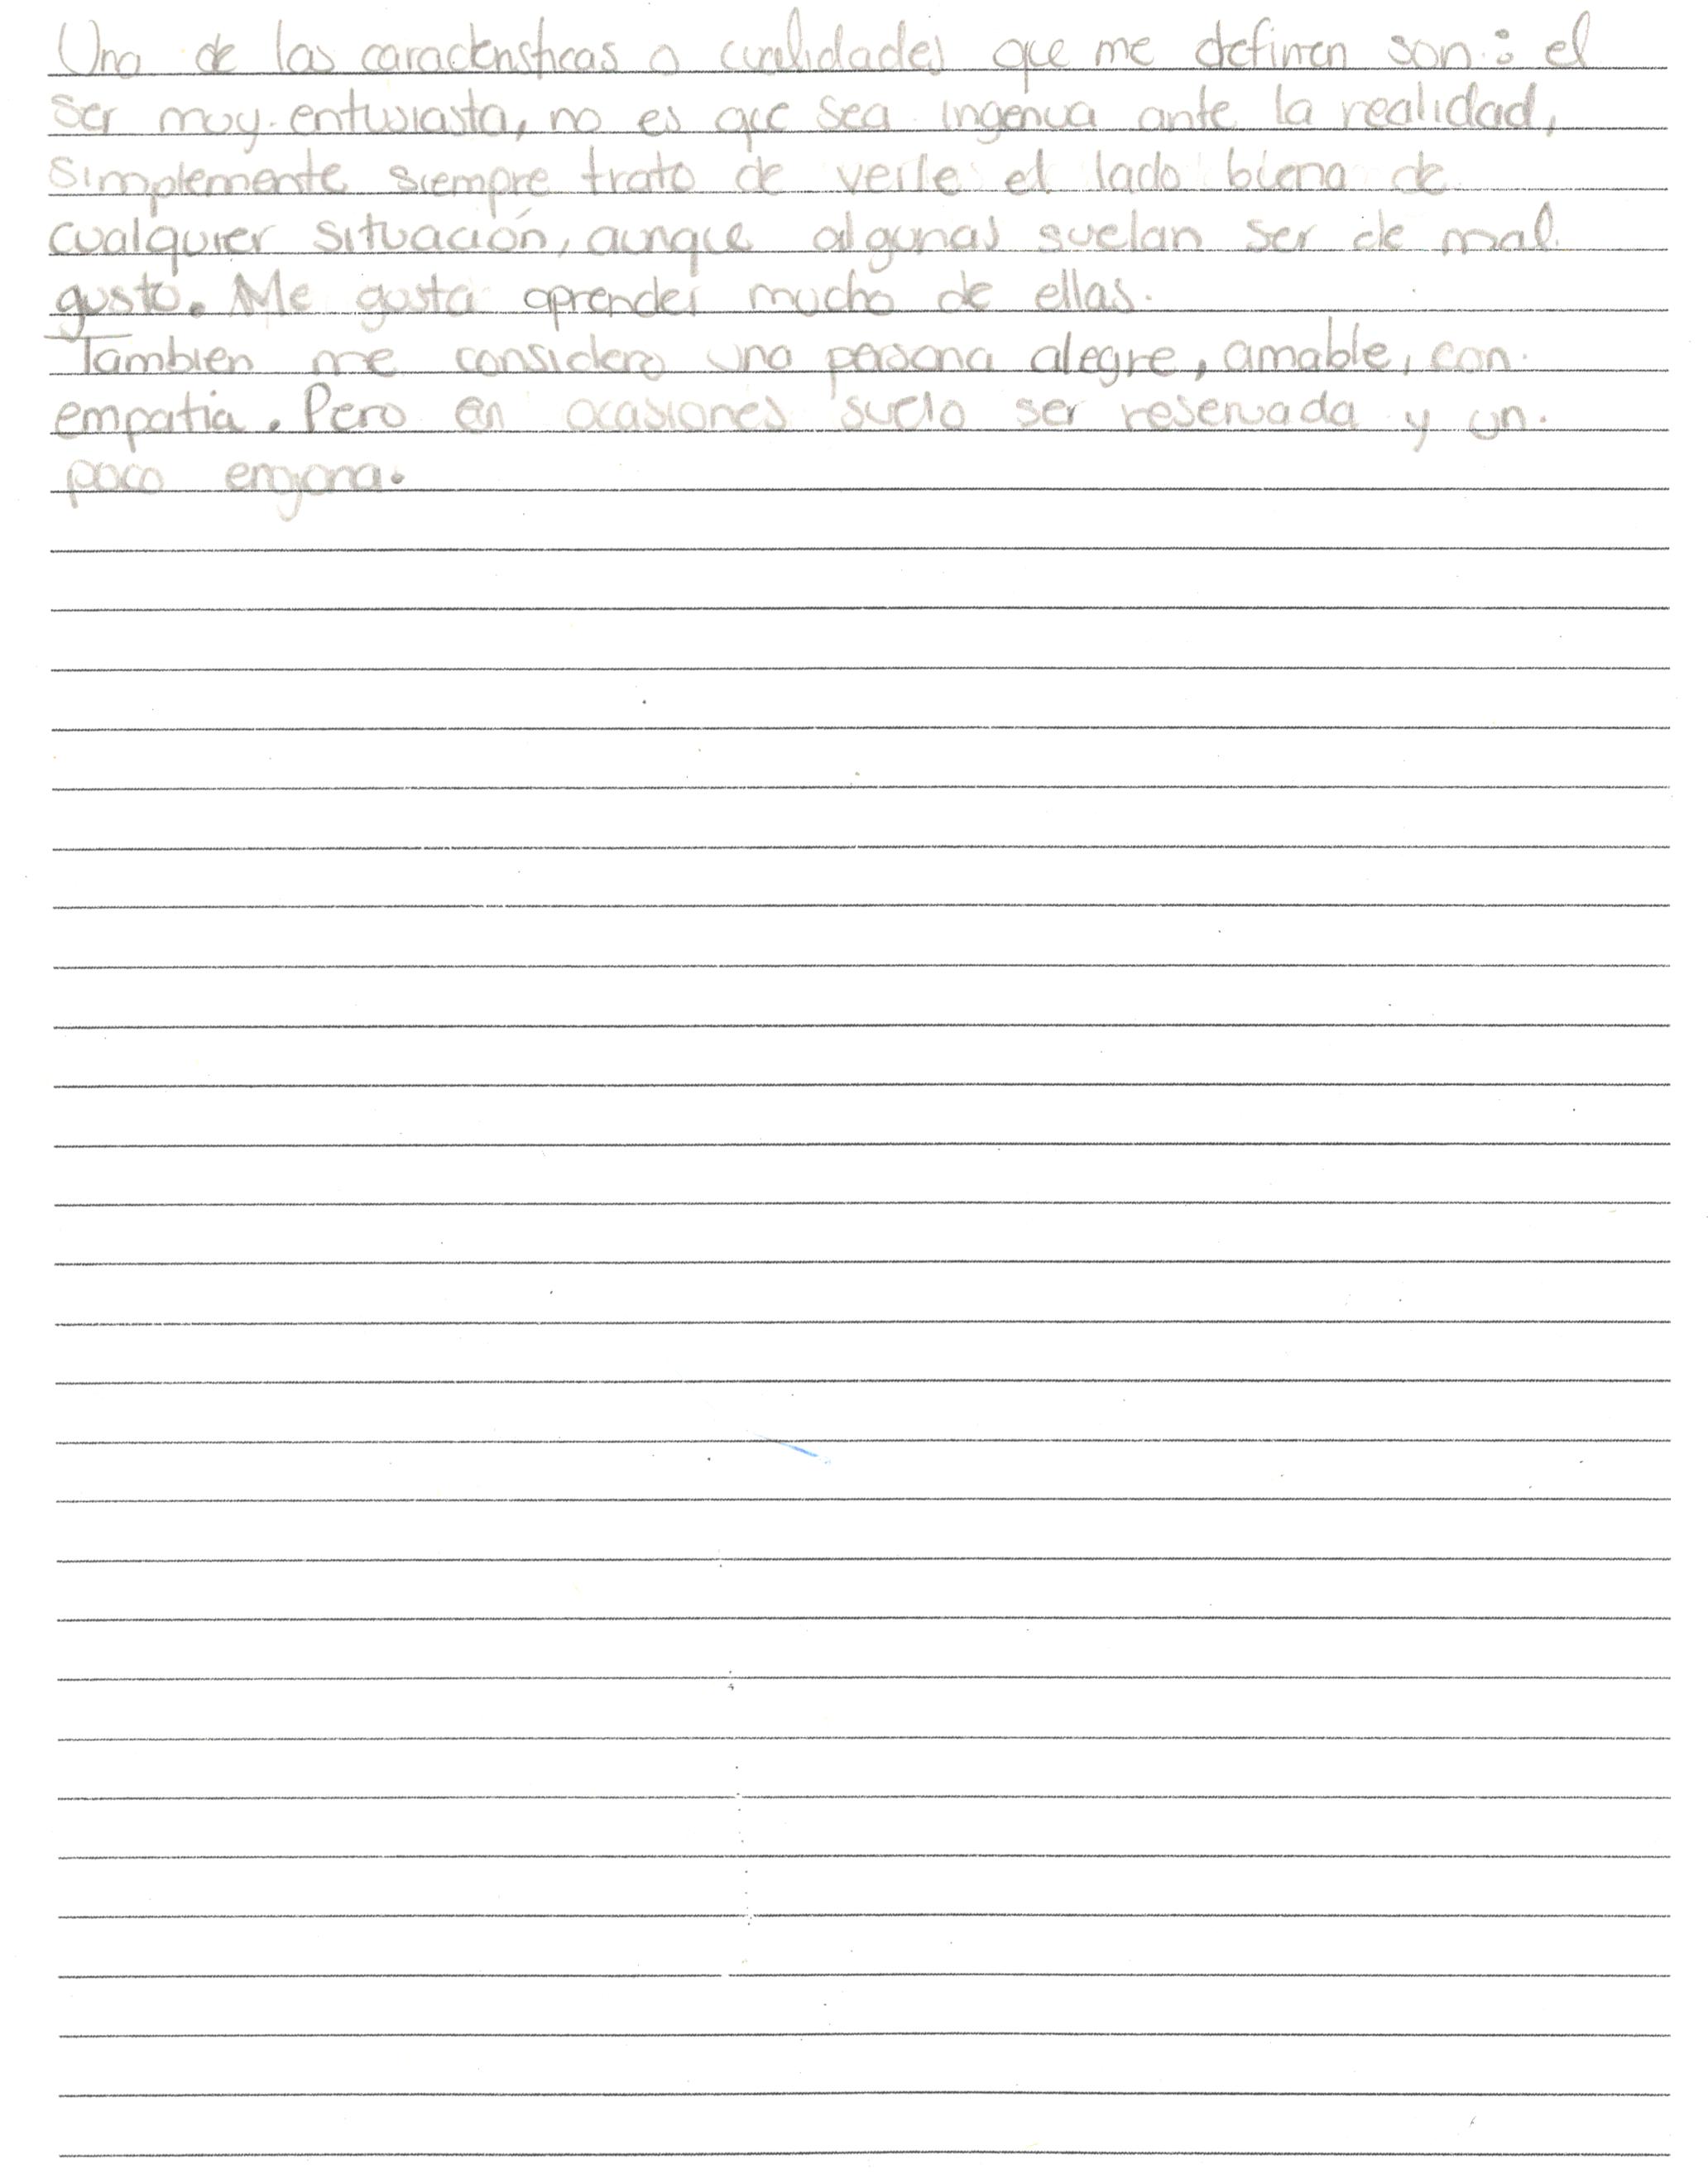 Una de las caracteristicas o cualidades que me definen son: el
ser muy entusiasta, no es que sea ingenua ante la realidad,
Simplemente siempre trato de verle el lado bueno de
cualquier situación, aunque algunas suelan ser de mal
gusto. Me gusta aprender mucho de ellas.
Tambien me considero una persona alegre, amable, con
empatia. Pero en ocasiones suelo ser reservada y un
poco enojona.